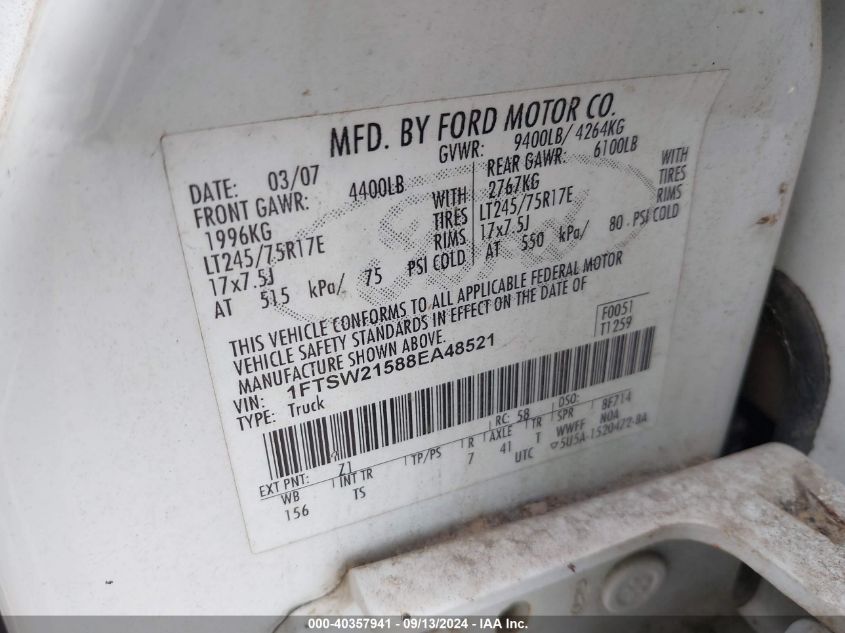 MFD. BY FORD MOTOR CO.
DATE: 03/07 GVWR: 9400LB/ 4264KG
FRONT GAWR: 4400LB REAR GAWR: 6100LB
1996KG WITH 2767KG WITH
LT245/75R17E TIRES LT245/75R17E TIRES
17x7.5J RIMS 17x7.5J RIMS
AT 515 kPa/ 75 PSI COLD AT 550 kPa/ 80 PSI COLD
THIS VEHICLE CONFORMS TO ALL APPLICABLE FEDERAL MOTOR
VEHICLE SAFETY STANDARDS IN EFFECT ON THE DATE OF
MANUFACTURE SHOWN ABOVE. F0051
VIN: 1FTSW21588EA48521 T1259
TYPE: Truck
EXT PNT: Z1 RC: 58 DSO: BF714
WB INT TR TP/PS R AXLE TR SPR NOA
156 TS 7 41 T WWFF
UTC 5U5A-1520472-BA
000-40357941 - 09/13/2024 - IAA Inc.